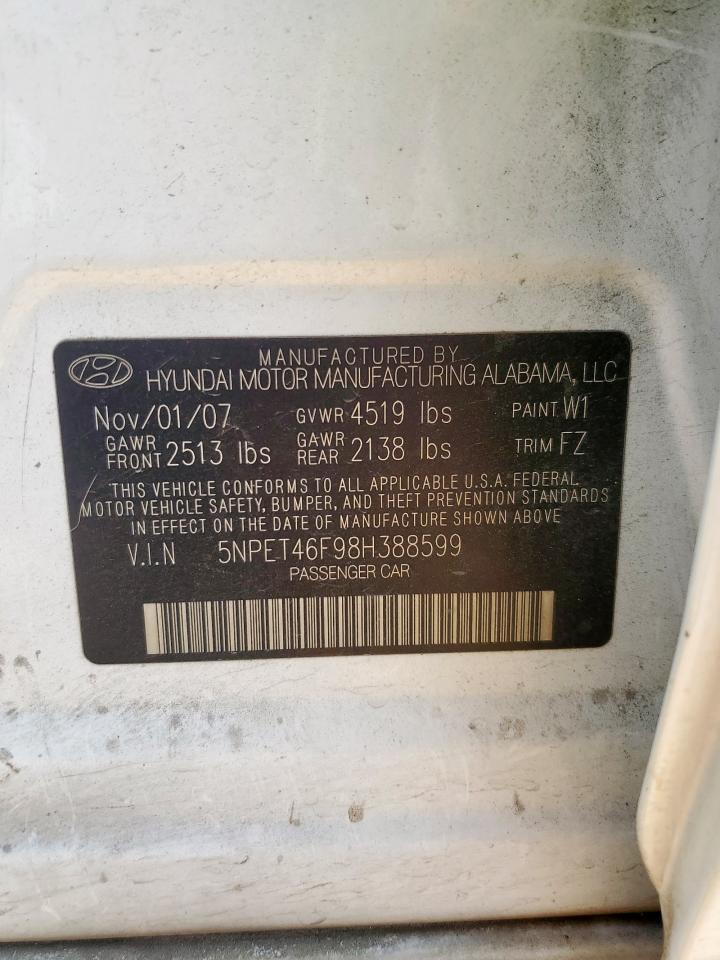 MANUFACTURED BY
HYUNDAI MOTOR MANUFACTURING ALABAMA, LLC
Nov/01/07 GVWR 4519 lbs PAINT W1
GAWR FRONT 2513 lbs GAWR REAR 2138 lbs TRIM FZ
THIS VEHICLE CONFORMS TO ALL APPLICABLE U.S.A. FEDERAL
MOTOR VEHICLE SAFETY, BUMPER, AND THEFT PREVENTION STANDARDS
IN EFFECT ON THE DATE OF MANUFACTURE SHOWN ABOVE
V.I.N 5NPET46F98H388599
PASSENGER CAR